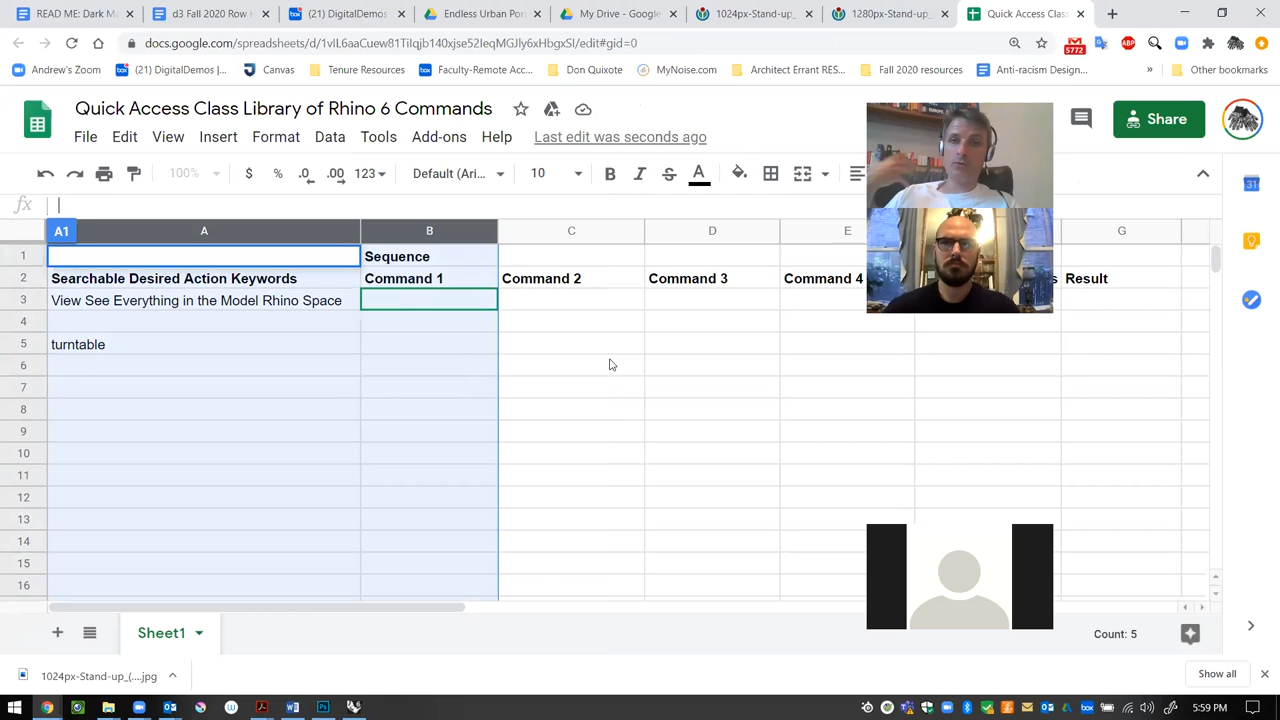 READ ME: Dark Mo
d3 Fall 2020 Row H
(21) DigitalDemos
Endless Urban Por
My Drive - Google
1024px-Stand-up_
1280px-Stand-up_
Quick Access Clas
docs.google.com/spreadsheets/d/1vIL6aaCuew81TiIqjb140xjse52IeqMGJly6xHbgxSI/edit#gid=0
5772
ABP
Andrew's Zoom
(21) DigitalDemos |...
Canvas
Tenure Resources
Faculty-Remote Acc...
Don Quixote
MyNoise.com
Architect Errant RES...
Fall 2020 resources
Anti-racism Design...
»
Other bookmarks
Quick Access Class Library of Rhino 6 Commands
Share
File Edit View Insert Format Data Tools Add-ons Help Last edit was seconds ago
100% $ % .0 .00 123 Default (Ari... 10 B I S A
fx
A1 A B C D E G
1 Sequence
2 Searchable Desired Action Keywords Command 1 Command 2 Command 3 Command 4 s Result
3 View See Everything in the Model Rhino Space
4
5 turntable
6
7
8
9
10
11
12
13
14
15
16
31
Sheet1
Count: 5
1024px-Stand-up_(....jpg
Show all
5:59 PM